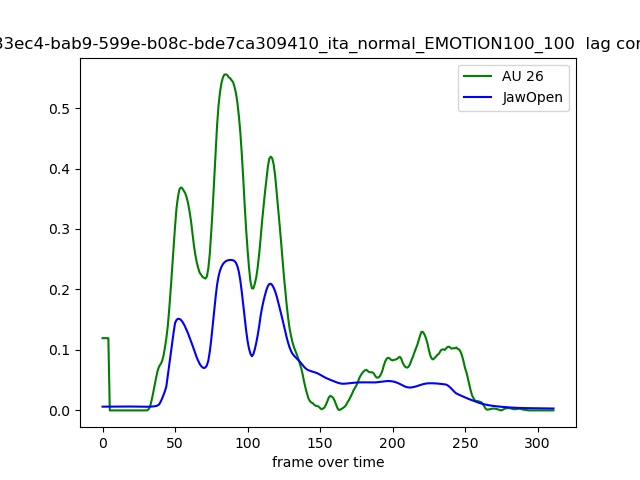 33ec4-bab9-599e-b08c-bde7ca309410_ita_normal_EMOTION100_100 lag cor
AU 26
JawOpen
0.5
0.4
0.3
0.2
0.1
0.0
0 50 100 150 200 250 300
frame over time